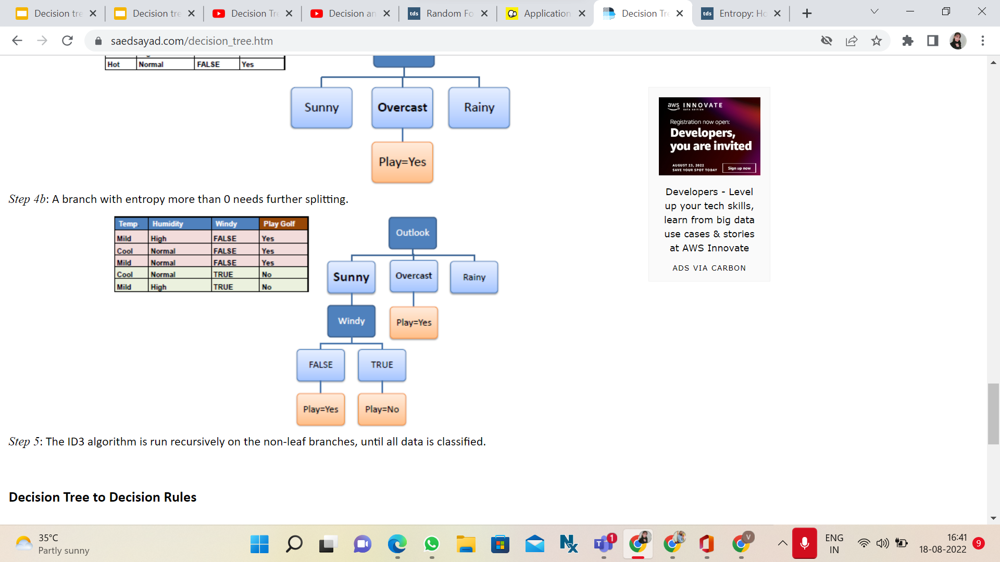 Decision tre
Decision tre
Decision Tre
Decision an
tds Random Fo
Application
Decision Tre
tds Entropy: Ho
saedsayad.com/decision_tree.htm
Hot Normal FALSE Yes
Sunny Overcast Rainy
Play=Yes
Step 4b: A branch with entropy more than 0 needs further splitting.
Temp. Humidity Windy Play Golf
Mild High FALSE Yes
Cool Normal FALSE Yes
Mild Normal FALSE Yes
Cool Normal TRUE No
Mild High TRUE No
Outlook
Sunny Overcast Rainy
Windy Play=Yes
FALSE TRUE
Play=Yes Play=No
Step 5: The ID3 algorithm is run recursively on the non-leaf branches, until all data is classified.
Decision Tree to Decision Rules
aws INNOVATE
DATA EDITION
Registration now open:
Developers,
you are invited
AUGUST 23, 2022
SAVE YOUR SPOT TODAY
Sign up now
Developers - Level
up your tech skills,
learn from big data
use cases & stories
at AWS Innovate
ADS VIA CARBON
35°C
Partly sunny
1
V
ENG
IN
16:41
18-08-2022
9